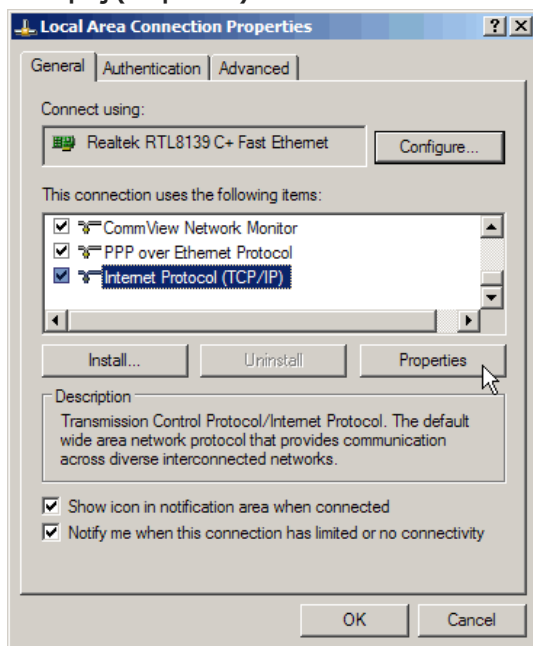 Local Area Connection Properties
General Authentication Advanced
Connect using:
Realtek RTL8139 C+ Fast Ethemet Configure...
This connection uses the following items:
CommView Network Monitor
PPP over Ethemet Protocol
Internet Protocol (TCP/IP)
Install... Uninstall Properties
Description
Transmission Control Protocol/Internet Protocol. The default
wide area network protocol that provides communication
across diverse interconnected networks.
Show icon in notification area when connected
Notify me when this connection has limited or no connectivity
OK Cancel